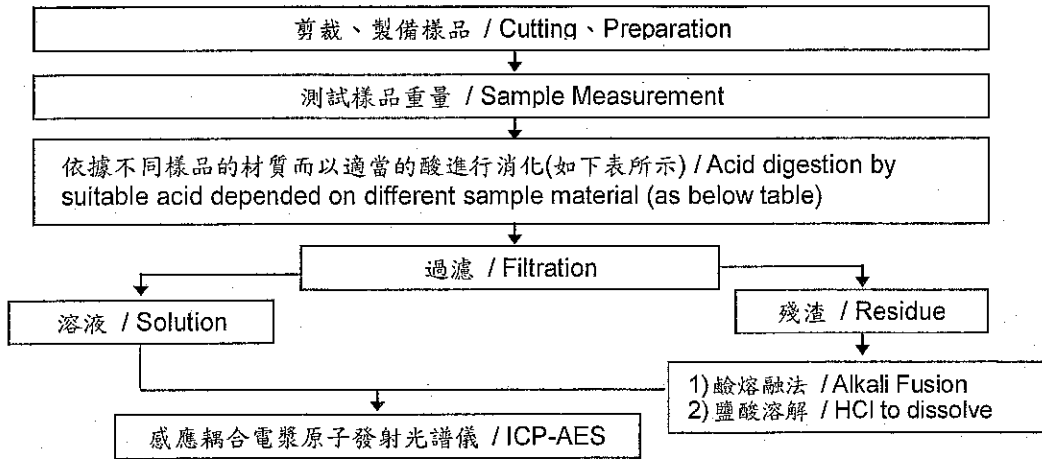 剪裁、製備樣品 / Cutting、Preparation
測試樣品重量 / Sample Measurement
依據不同樣品的材質而以適當的酸進行消化(如下表所示) / Acid digestion by
suitable acid depended on different sample material (as below table)
過濾 / Filtration
溶液 / Solution
殘渣 / Residue
1)鹼熔融法 / Alkali Fusion
2)鹽酸溶解 / HCl to dissolve
感應耦合電漿原子發射光譜儀 / ICP-AES